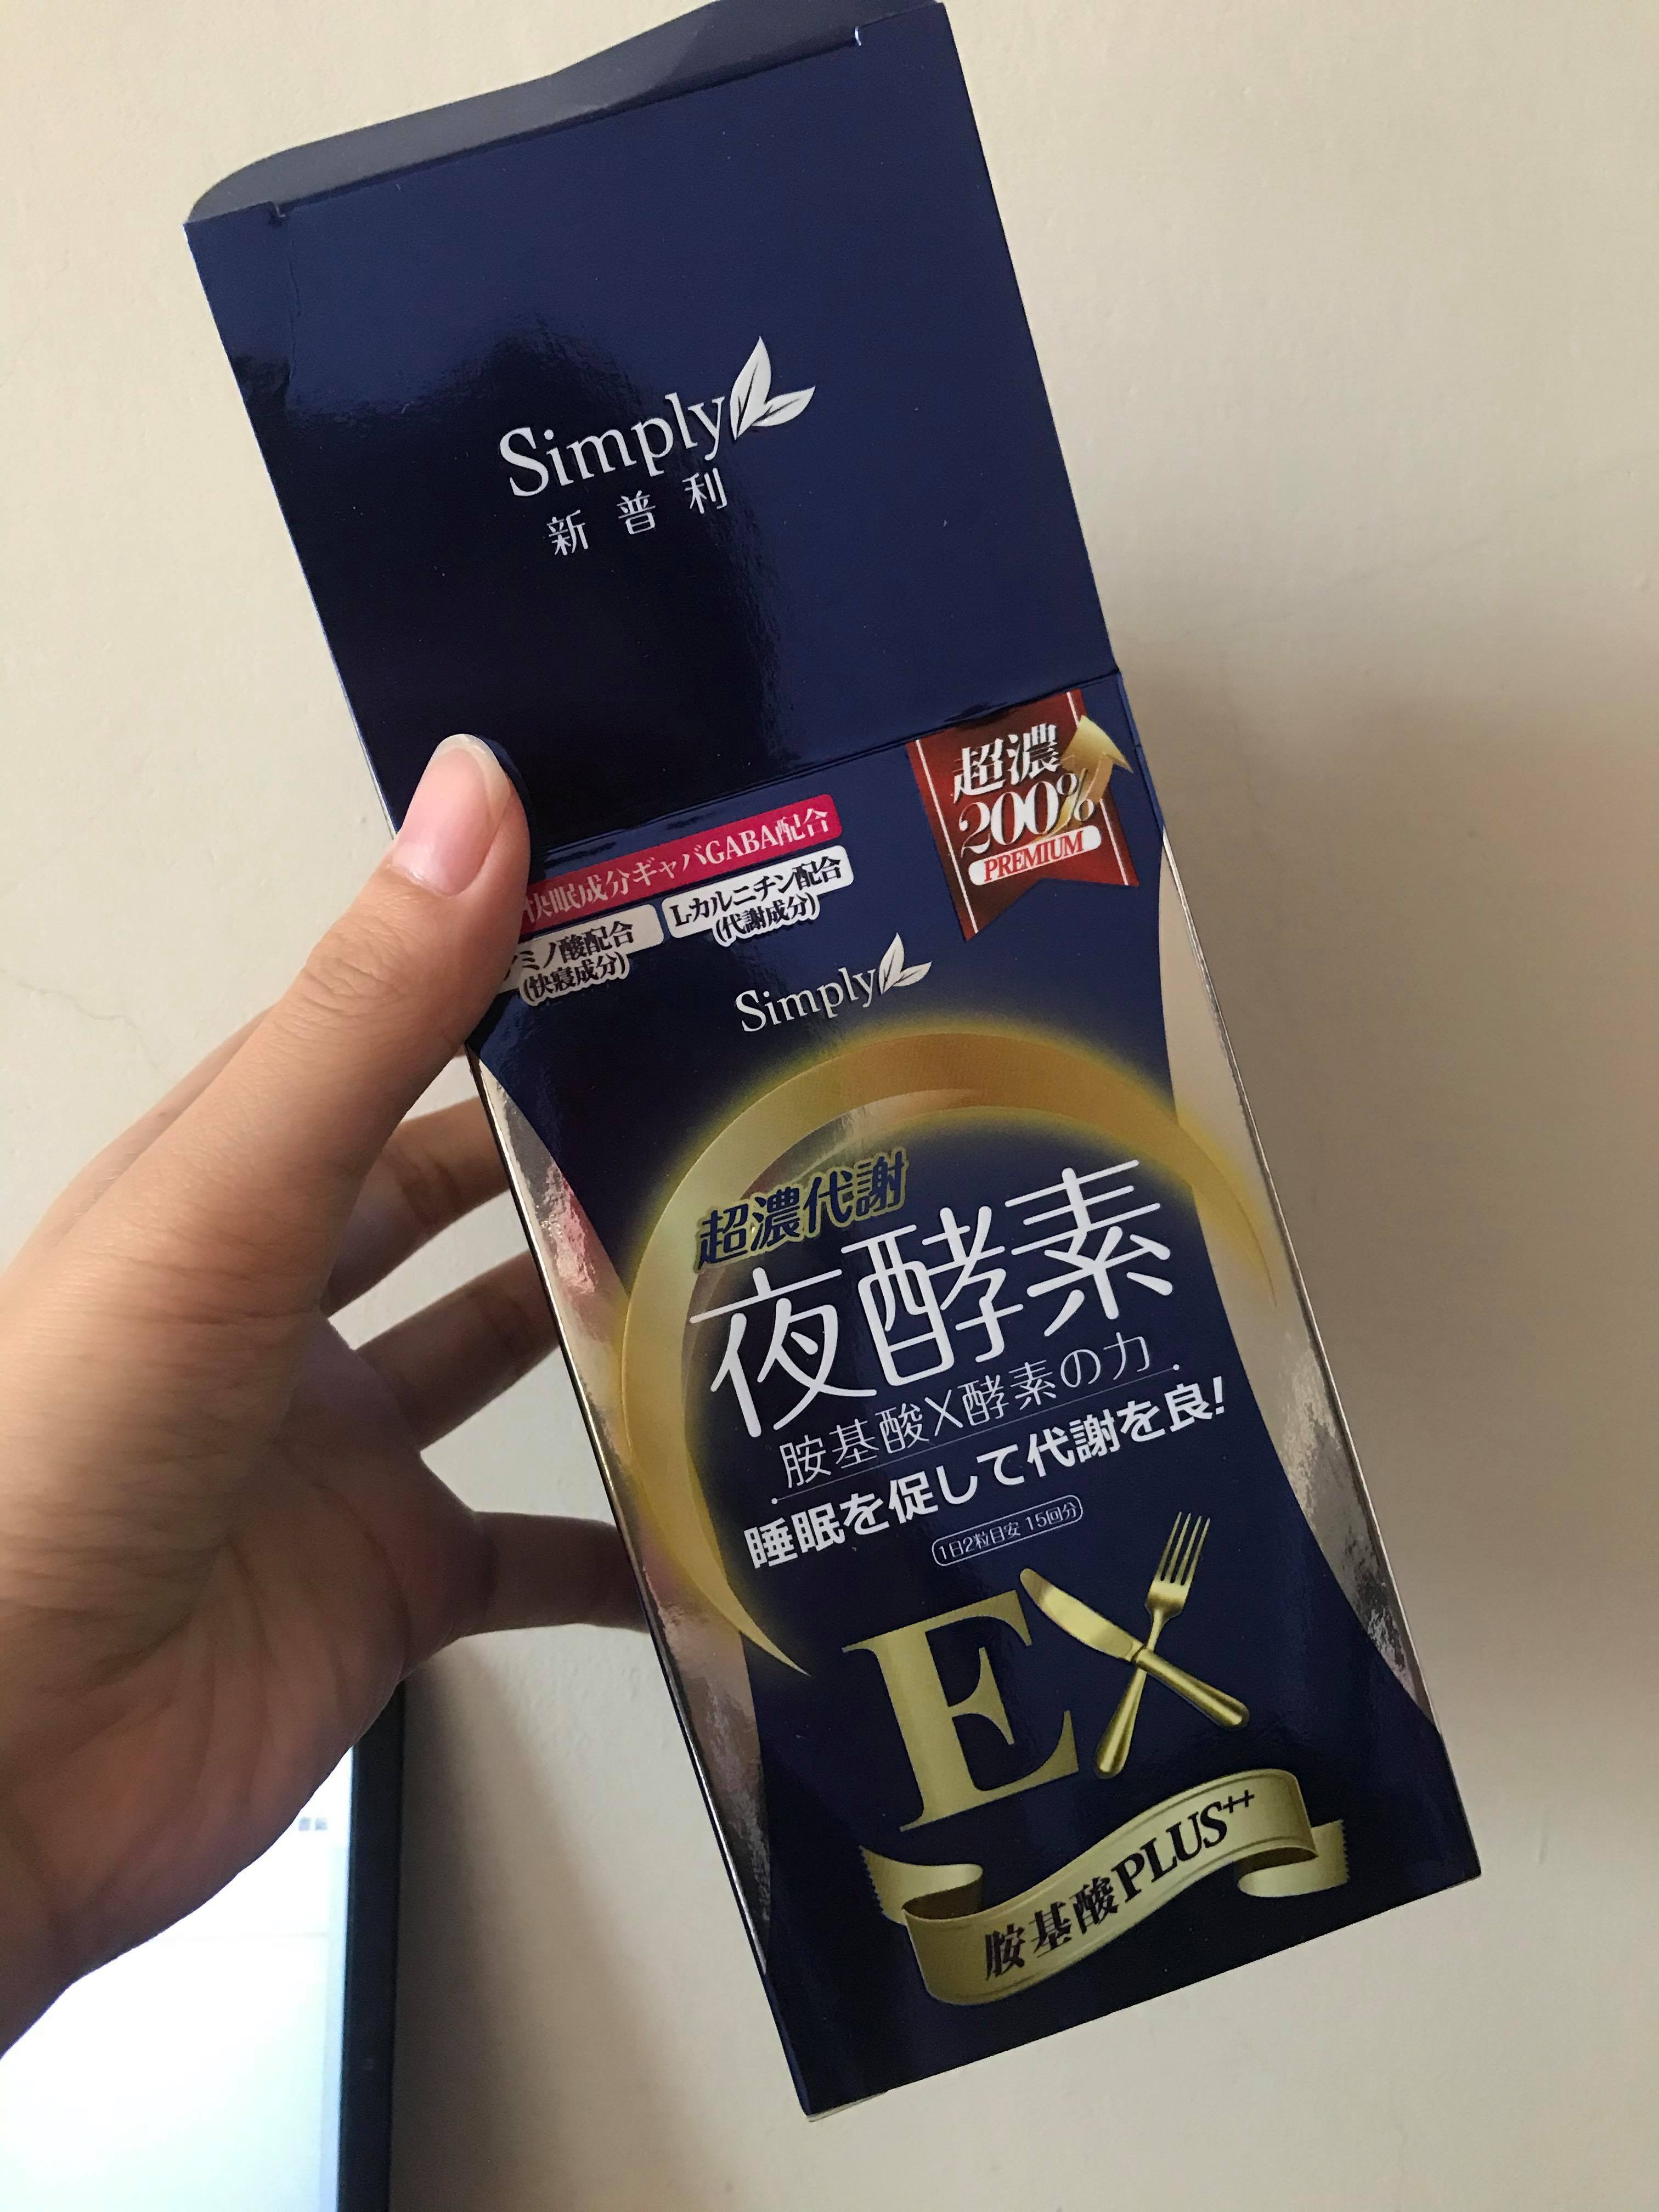 Simply
新普利
超濃
200%
PREMIUM
快眠成分ギャバGABA配合
ミノ酸配合
(快寝成分)
L-カルニチン配合
(代謝成分)
Simply
超濃代謝
夜酵素
胺基酸X酵素の力
睡眠を促して代謝を良!
1日2粒目安 15回分
EX
胺基酸PLUS++